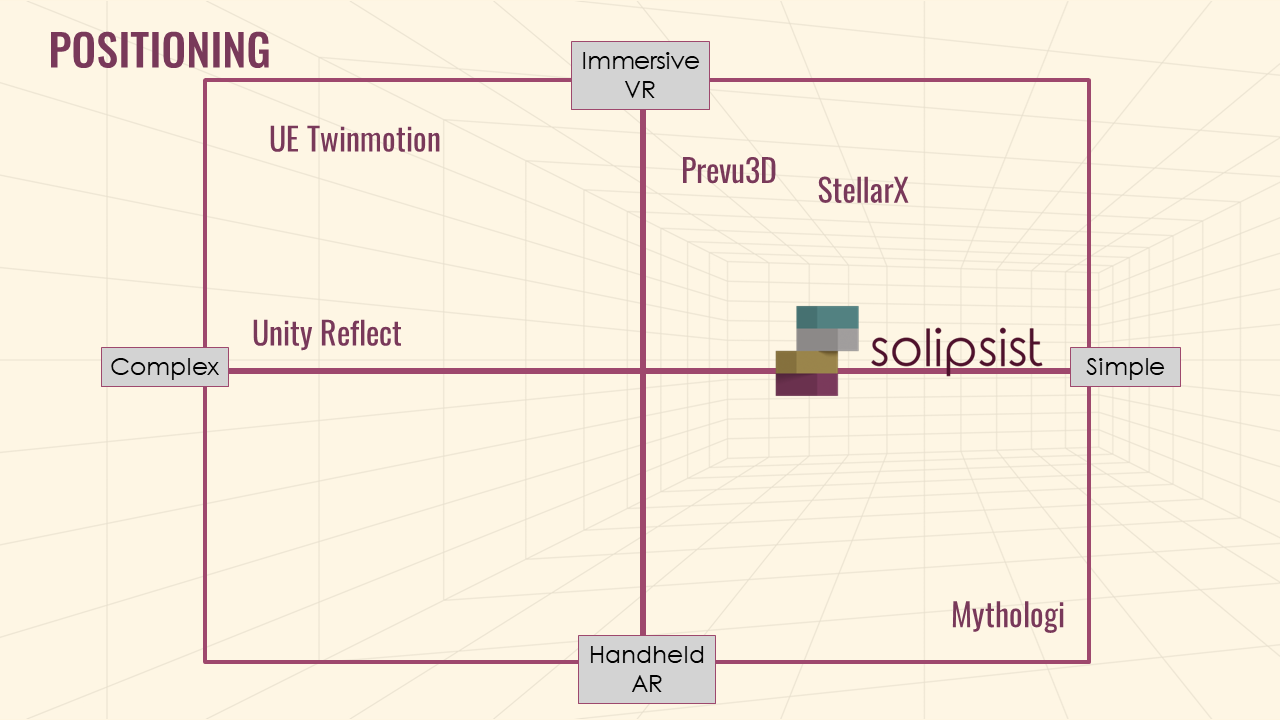 POSITIONING
Immersive
VR
UE Twinmotion
Prevu3D
StellarX
Unity Reflect
solipsist
Complex
Simple
Mythologi
Handheld
AR